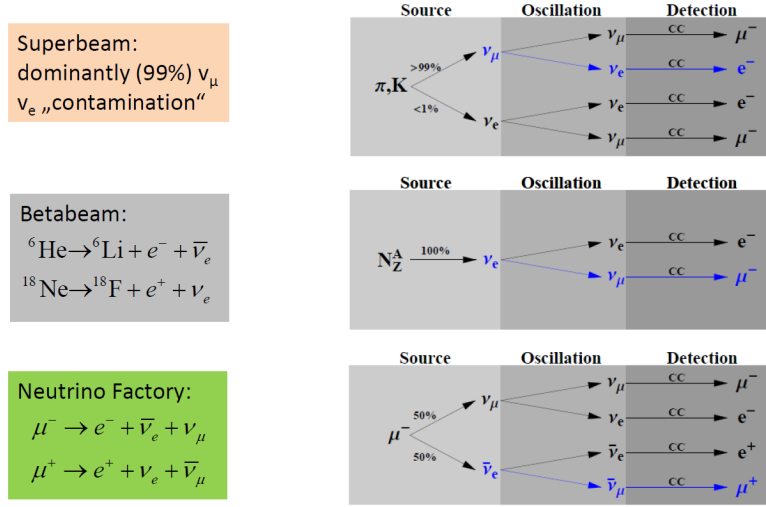 Superbeam:
dominantly (99%) νμ
νe „contamination“
Source Oscillation Detection
π,K
>99%
<1%
νμ
νe
νμ CC μ⁻
νe CC e⁻
νe CC e⁻
νμ CC μ⁻
Betabeam:
⁶He→⁶Li + e⁻ + ν̅e
¹⁸Ne→¹⁸F + e⁺ + νe
Source Oscillation Detection
N A Z 100% νe
νe CC e⁻
νμ CC μ⁻
Neutrino Factory:
μ⁻ → e⁻ + ν̅e + νμ
μ⁺ → e⁺ + νe + ν̅μ
Source Oscillation Detection
μ⁻
50%
50%
νμ
ν̅e
νμ CC μ⁻
νe CC e⁻
ν̅e CC e⁺
ν̅μ CC μ⁺